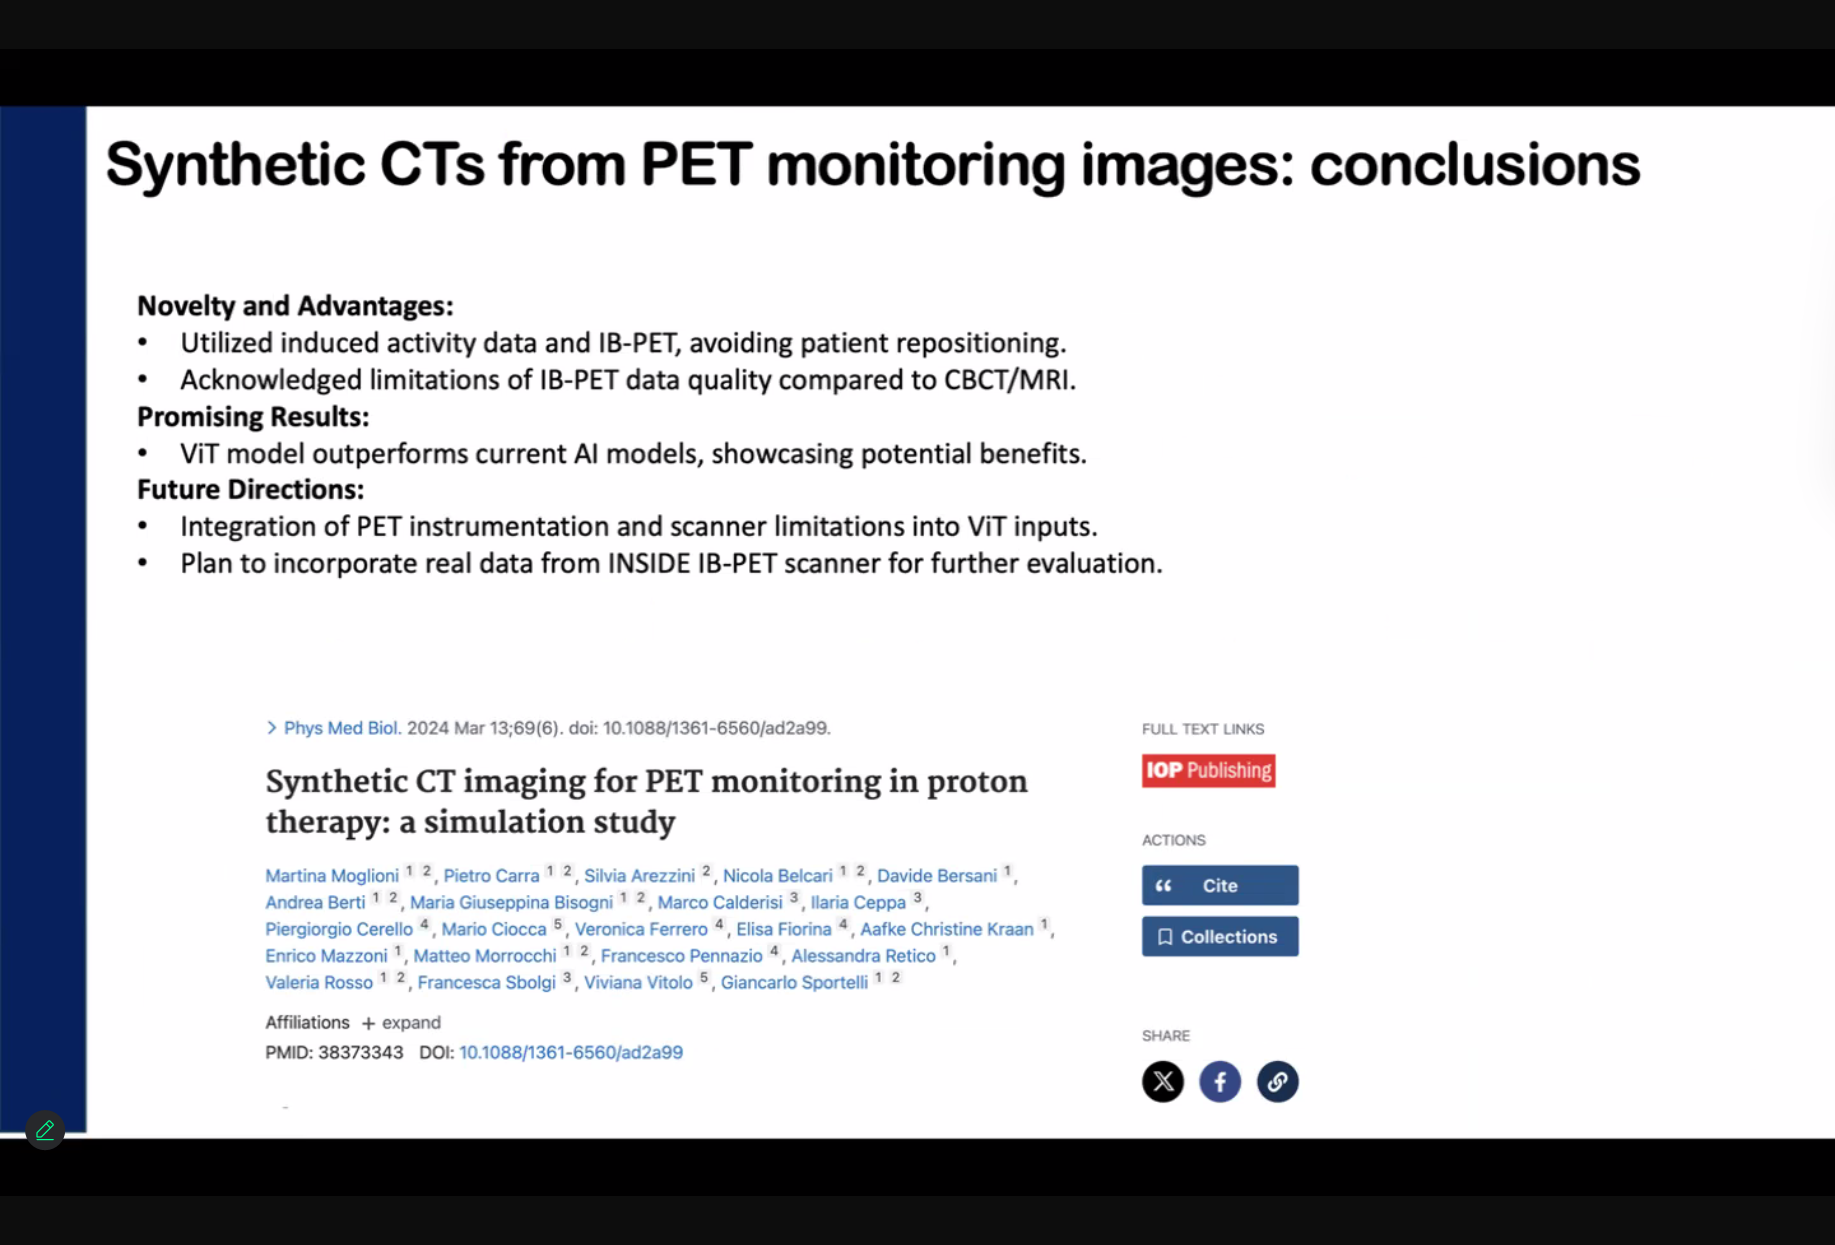 Synthetic CTs from PET monitoring images: conclusions
Novelty and Advantages:
• Utilized induced activity data and IB-PET, avoiding patient repositioning.
• Acknowledged limitations of IB-PET data quality compared to CBCT/MRI.
Promising Results:
• ViT model outperforms current AI models, showcasing potential benefits.
Future Directions:
• Integration of PET instrumentation and scanner limitations into ViT inputs.
• Plan to incorporate real data from INSIDE IB-PET scanner for further evaluation.
> Phys Med Biol. 2024 Mar 13;69(6). doi: 10.1088/1361-6560/ad2a99.
Synthetic CT imaging for PET monitoring in proton
therapy: a simulation study
Martina Moglioni 1 2, Pietro Carra 1 2, Silvia Arezzini 2, Nicola Belcari 1 2, Davide Bersani 1,
Andrea Berti 1 2, Maria Giuseppina Bisogni 1 2, Marco Calderisi 3, Ilaria Ceppa 3,
Piergiorgio Cerello 4, Mario Ciocca 5, Veronica Ferrero 4, Elisa Fiorina 4, Aafke Christine Kraan 1,
Enrico Mazzoni 1, Matteo Morrocchi 1 2, Francesco Pennazio 4, Alessandra Retico 1,
Valeria Rosso 1 2, Francesca Sbolgi 3, Viviana Vitolo 5, Giancarlo Sportelli 1 2
Affiliations + expand
PMID: 38373343 DOI: 10.1088/1361-6560/ad2a99
FULL TEXT LINKS
IOP Publishing
ACTIONS
Cite
Collections
SHARE